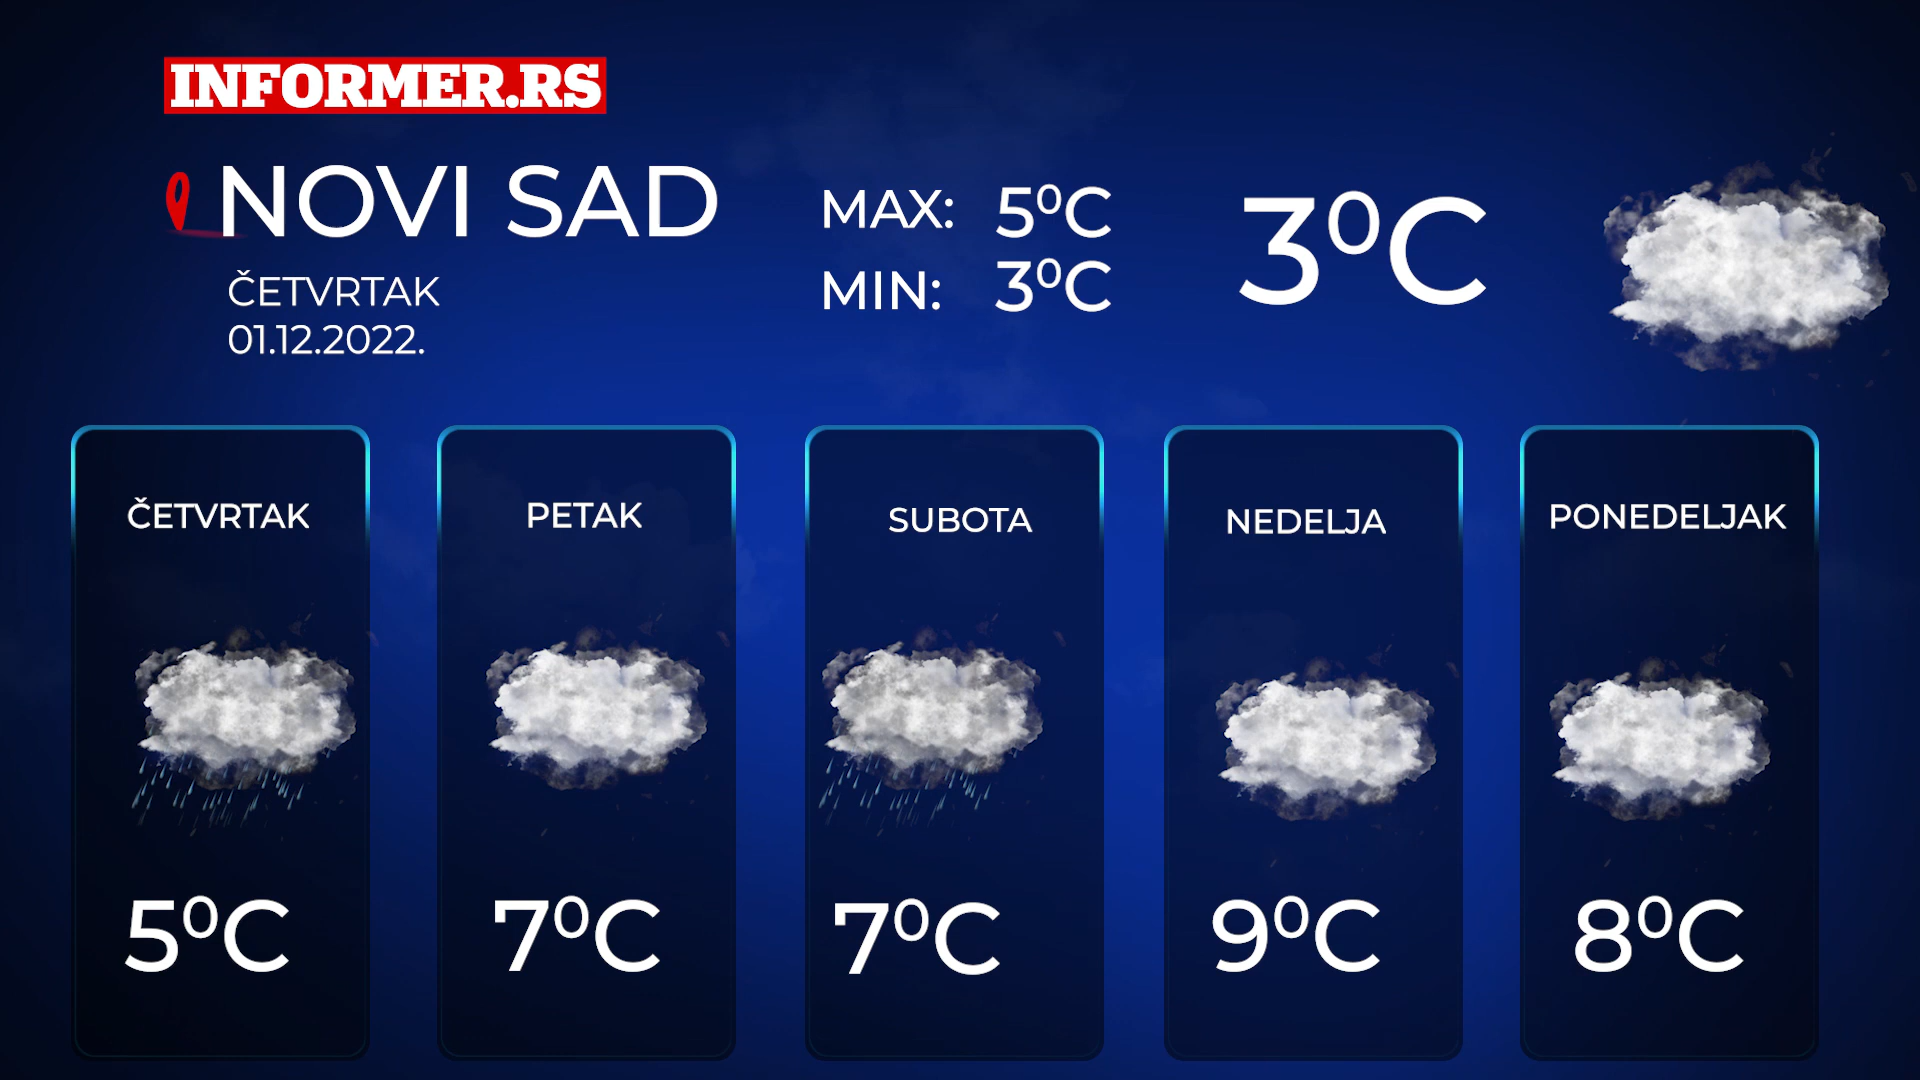 INFORMER.RS
NOVI SAD
ČETVRTAK
01.12.2022.
MAX: 5⁰C
MIN: 3⁰C
3⁰C
ČETVRTAK
5⁰C
PETAK
7⁰C
SUBOTA
7⁰C
NEDELJA
9⁰C
PONEDELJAK
8⁰C